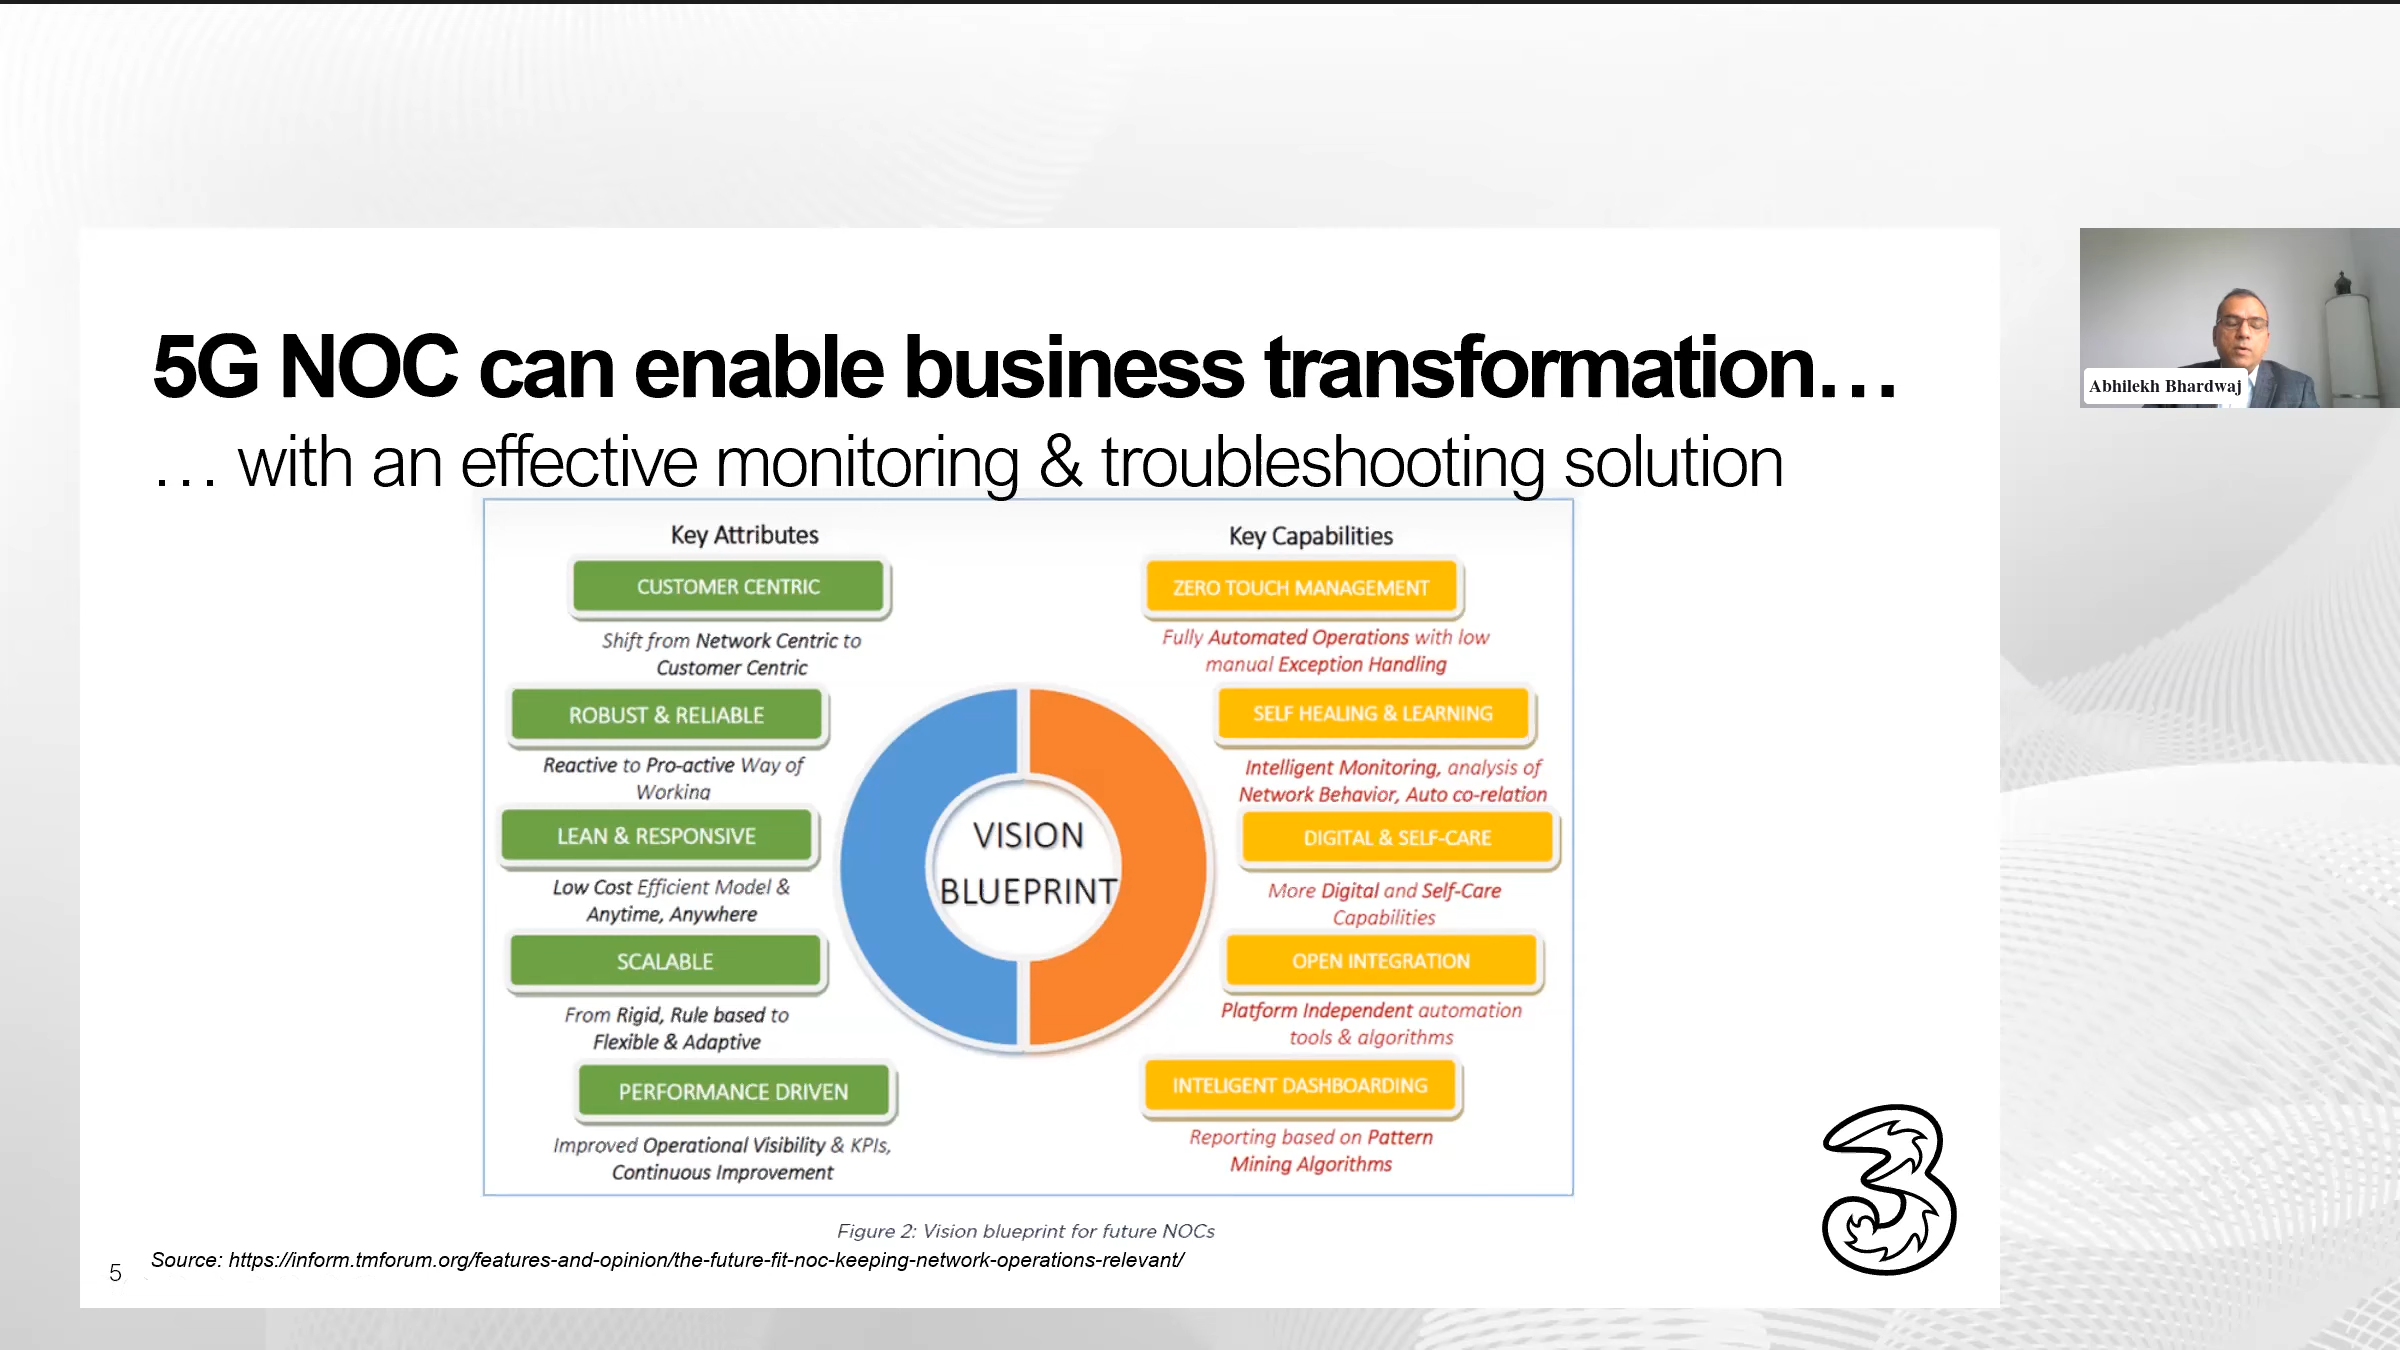 5G NOC can enable business transformation…
… with an effective monitoring & troubleshooting solution
Abhilekh Bhardwaj
Key Attributes
CUSTOMER CENTRIC
Shift from Network Centric to
Customer Centric
ROBUST & RELIABLE
Reactive to Pro-active Way of
Working
LEAN & RESPONSIVE
Low Cost Efficient Model &
Anytime, Anywhere
SCALABLE
From Rigid, Rule based to
Flexible & Adaptive
PERFORMANCE DRIVEN
Improved Operational Visibility & KPIs,
Continuous Improvement
VISION
BLUEPRINT
Key Capabilities
ZERO TOUCH MANAGEMENT
Fully Automated Operations with low
manual Exception Handling
SELF HEALING & LEARNING
Intelligent Monitoring, analysis of
Network Behavior, Auto co-relation
DIGITAL & SELF-CARE
More Digital and Self-Care
Capabilities
OPEN INTEGRATION
Platform Independent automation
tools & algorithms
INTELIGENT DASHBOARDING
Reporting based on Pattern
Mining Algorithms
Figure 2: Vision blueprint for future NOCs
Source: https://inform.tmforum.org/features-and-opinion/the-future-fit-noc-keeping-network-operations-relevant/
5
3